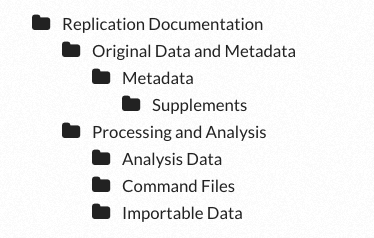 Replication Documentation
Original Data and Metadata
Metadata
Supplements
Processing and Analysis
Analysis Data
Command Files
Importable Data